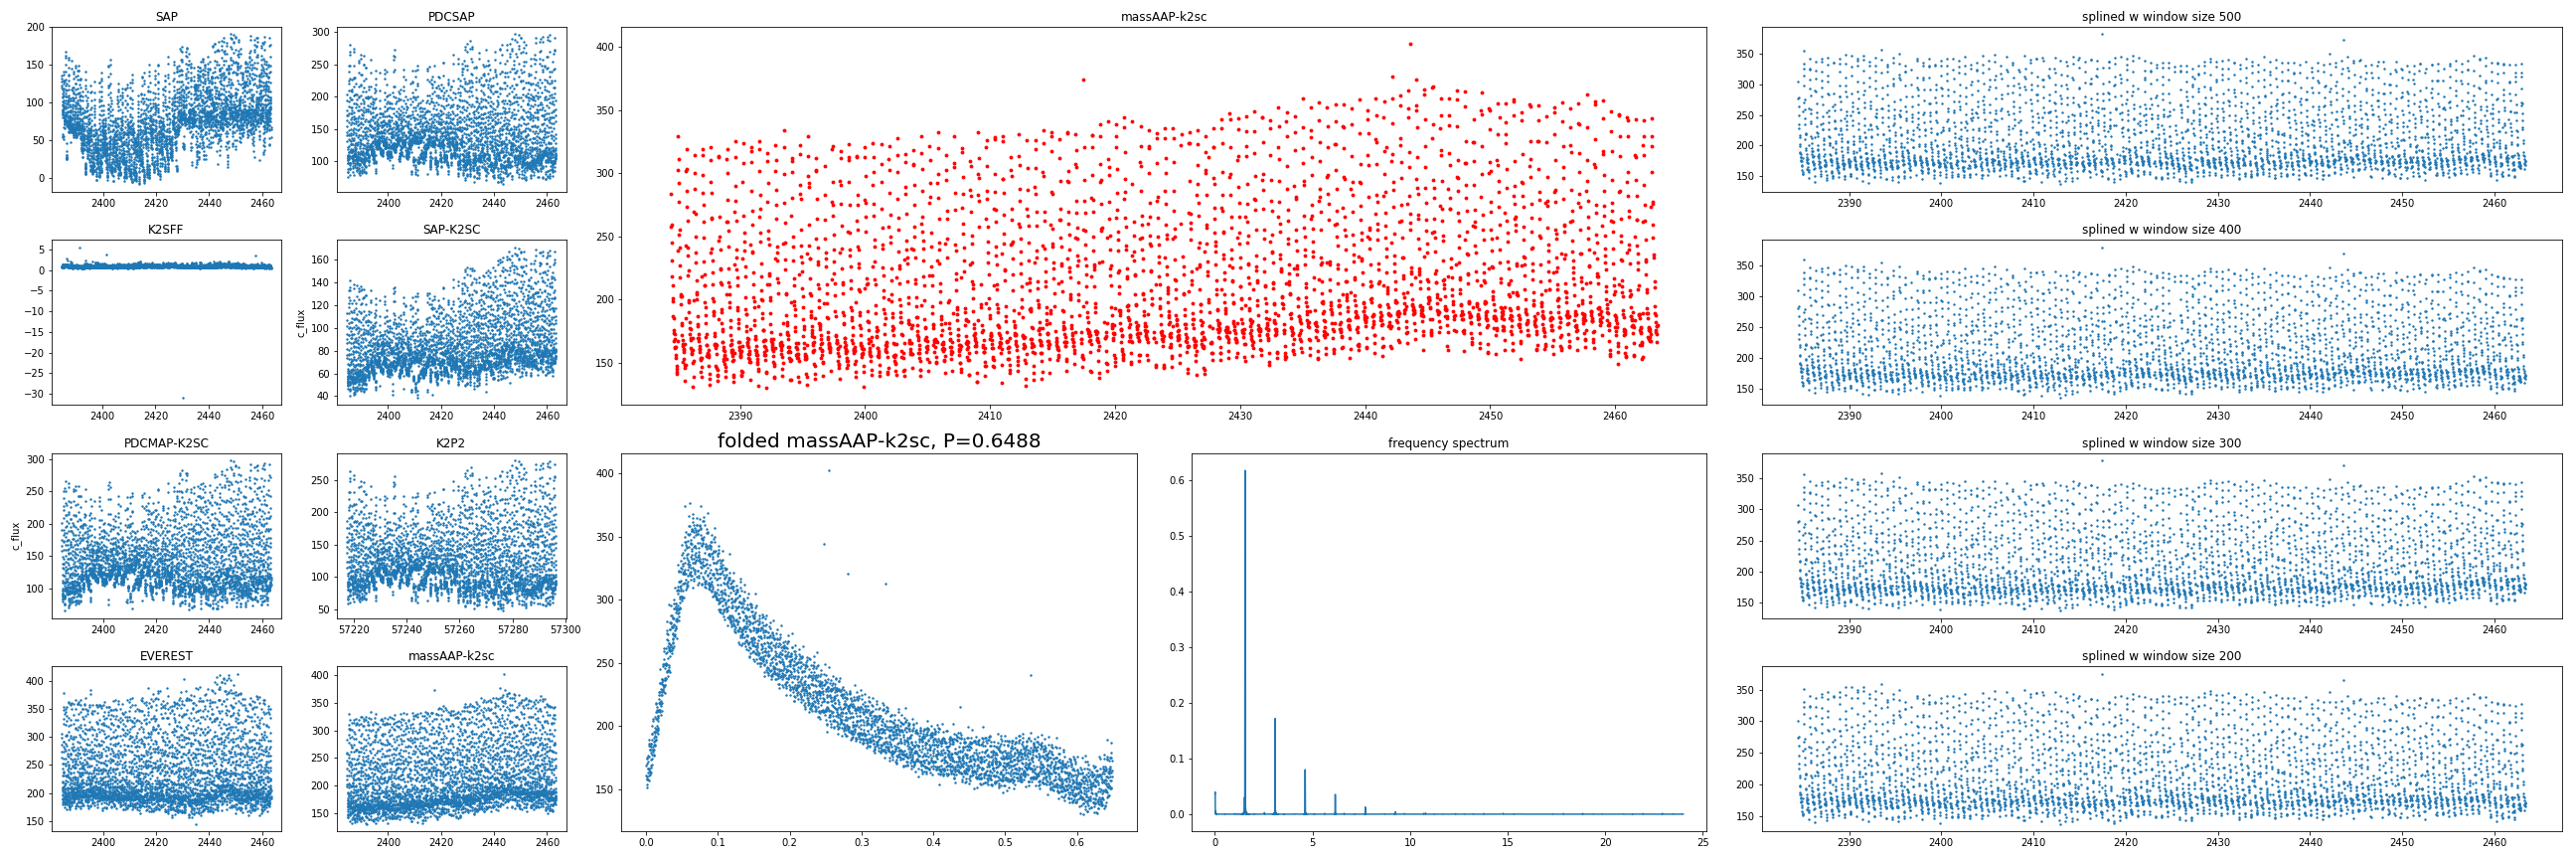 SAP
200
150
100
50
0
2400 2420 2440 2460
PDCSAP
300
250
200
150
100
2400 2420 2440 2460
massAAP-k2sc
400
350
300
250
200
150
2390 2400 2410 2420 2430 2440 2450 2460
splined w window size 500
350
300
250
200
150
2390 2400 2410 2420 2430 2440 2450 2460
K2SFF
5
0
−5
−10
−15
−20
−25
−30
2400 2420 2440 2460
SAP-K2SC
c_flux
160
140
120
100
80
60
40
2400 2420 2440 2460
splined w window size 400
350
300
250
200
150
2390 2400 2410 2420 2430 2440 2450 2460
PDCMAP-K2SC
c_flux
300
250
200
150
100
2400 2420 2440 2460
K2P2
250
200
150
100
50
57220 57240 57260 57280 57300
folded massAAP-k2sc, P=0.6488
400
350
300
250
200
150
0.0 0.1 0.2 0.3 0.4 0.5 0.6
frequency spectrum
0.6
0.5
0.4
0.3
0.2
0.1
0.0
0 5 10 15 20 25
splined w window size 300
350
300
250
200
150
2390 2400 2410 2420 2430 2440 2450 2460
EVEREST
400
350
300
250
200
150
2400 2420 2440 2460
massAAP-k2sc
400
350
300
250
200
150
2400 2420 2440 2460
splined w window size 200
350
300
250
200
150
2390 2400 2410 2420 2430 2440 2450 2460